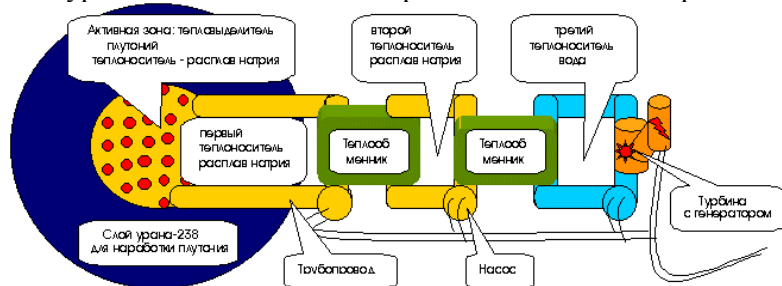 Активная зона: тепловыделитель
плутоний
теплоноситель - расплав натрия
второй
теплоноситель
расплав натрия
третий
теплоноситель
вода
первый
теплоноситель
расплав натрия
Теплооб
менник
Теплооб
менник
Турбина
с генератором
Слой урана-238
для наработки плутания
Трубопровод
Насос